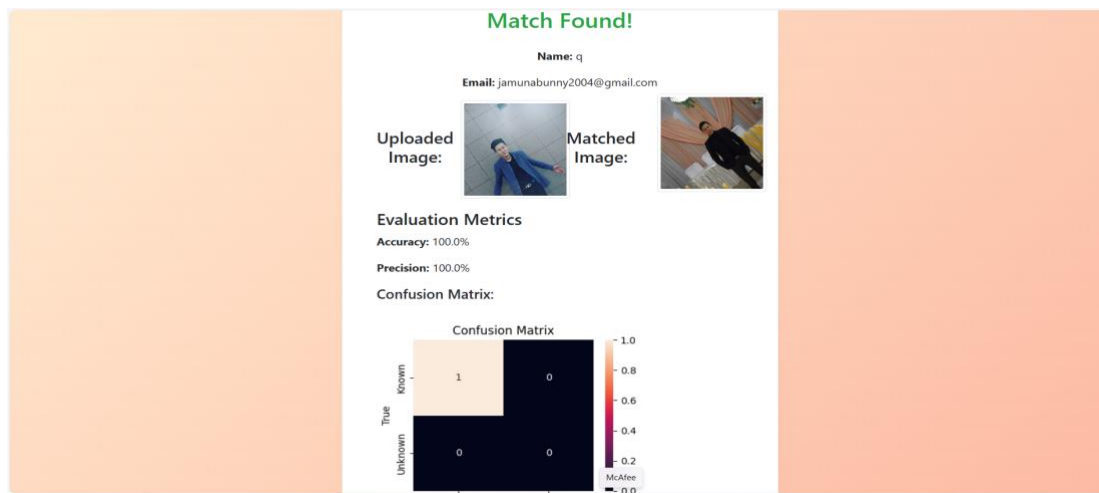 Match Found!
Name: q
Email: jamunabunny2004@gmail.com
Uploaded
Image:
Matched
Image:
Evaluation Metrics
Accuracy: 100.0%
Precision: 100.0%
Confusion Matrix:
Confusion Matrix
True
Known
Unknown
1
0
0
0
1.0
0.8
0.6
0.4
0.2
0.0
McAfee